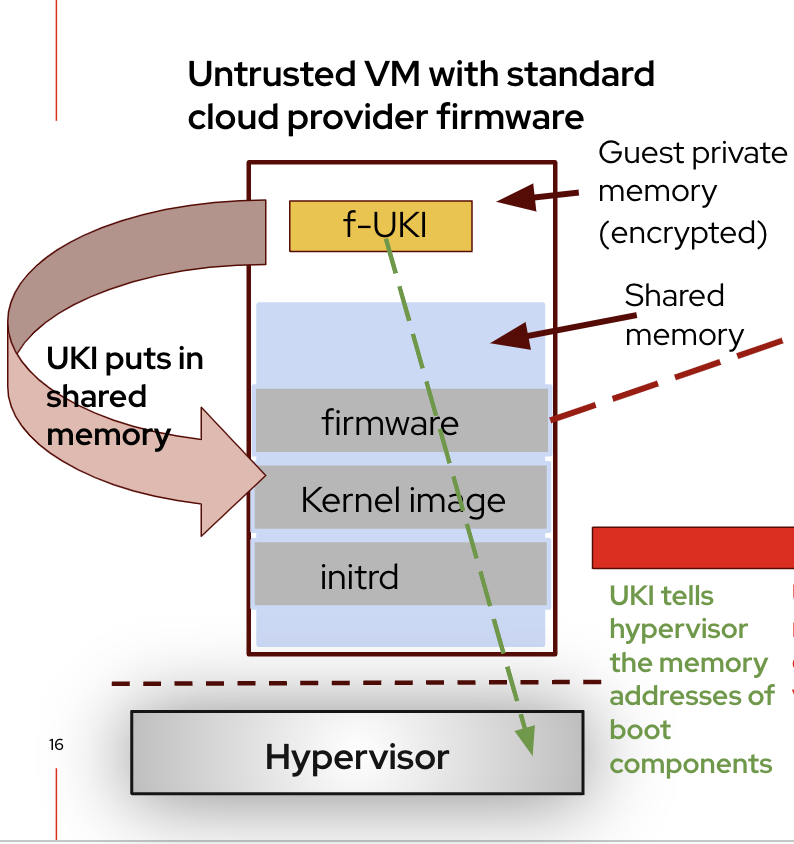 Untrusted VM with standard
cloud provider firmware
Guest private
memory
(encrypted)
f-UKI
Shared
memory
UKI puts in
shared
memory
firmware
Kernel image
initrd
UKI tells
hypervisor
the memory
addresses of
boot
components
Hypervisor
16